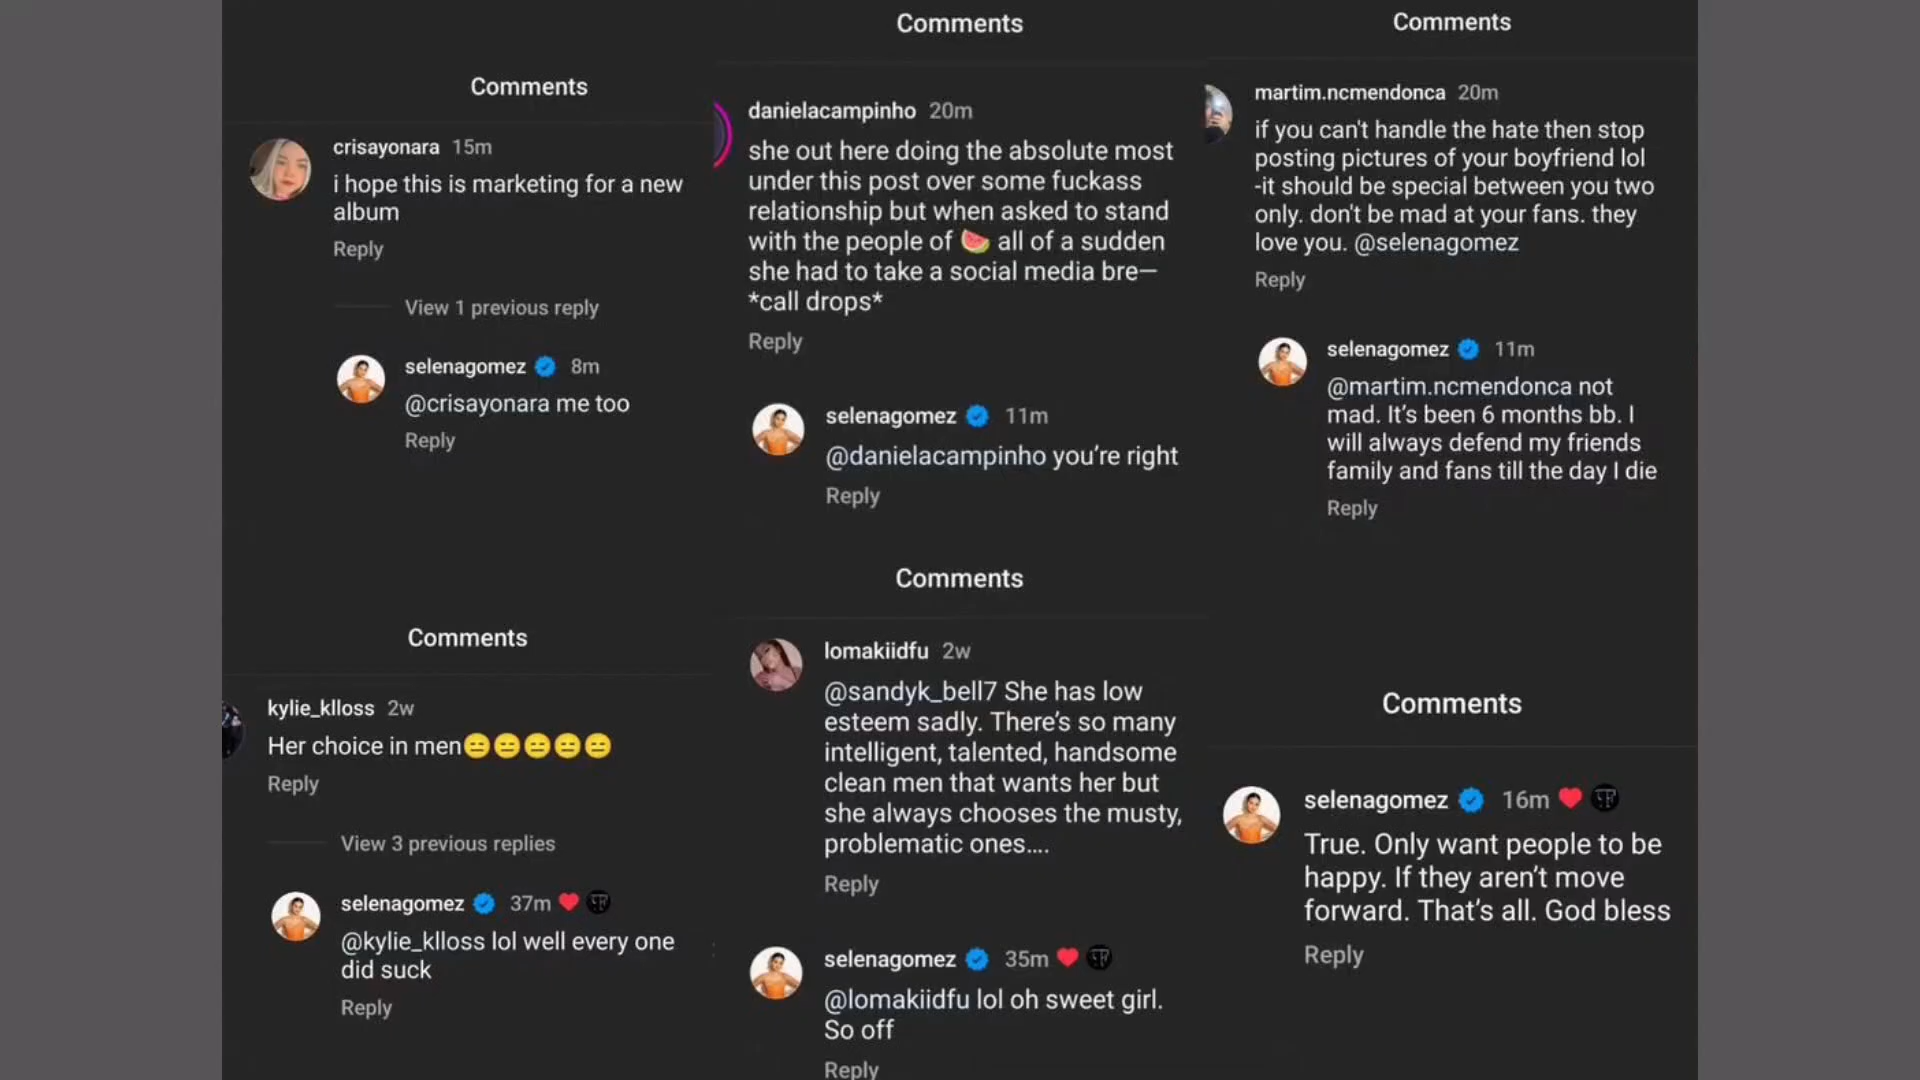 Comments
crisayonara 15m
i hope this is marketing for a new
album
Reply
View 1 previous reply
selenagomez 8m
@crisayonara me too
Reply
Comments
danielacampinho 20m
she out here doing the absolute most
under this post over some fuckass
relationship but when asked to stand
with the people of 🍉 all of a sudden
she had to take a social media bre—
*call drops*
Reply
selenagomez 11m
@danielacampinho you’re right
Reply
Comments
martim.ncmendonca 20m
if you can't handle the hate then stop
posting pictures of your boyfriend lol
-it should be special between you two
only. don't be mad at your fans. they
love you. @selenagomez
Reply
selenagomez 11m
@martim.ncmendonca not
mad. It’s been 6 months bb. I
will always defend my friends
family and fans till the day I die
Reply
Comments
kylie_klloss 2w
Her choice in men😑😑😑😑😑
Reply
View 3 previous replies
selenagomez 37m
@kylie_klloss lol well every one
did suck
Reply
Comments
lomakiidfu 2w
@sandyk_bell7 She has low
esteem sadly. There’s so many
intelligent, talented, handsome
clean men that wants her but
she always chooses the musty,
problematic ones....
Reply
selenagomez 35m
@lomakiidfu lol oh sweet girl.
So off
Reply
Comments
selenagomez 16m
True. Only want people to be
happy. If they aren’t move
forward. That’s all. God bless
Reply